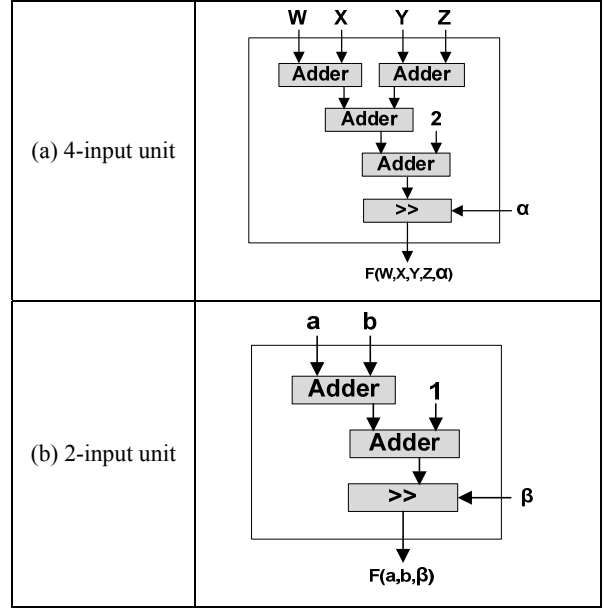 (a) 4-input unit
W X Y Z
Adder Adder
Adder 2
Adder
>> α
F(W,X,Y,Z,α)
(b) 2-input unit
a b
Adder 1
Adder
>> β
F(a,b,β)